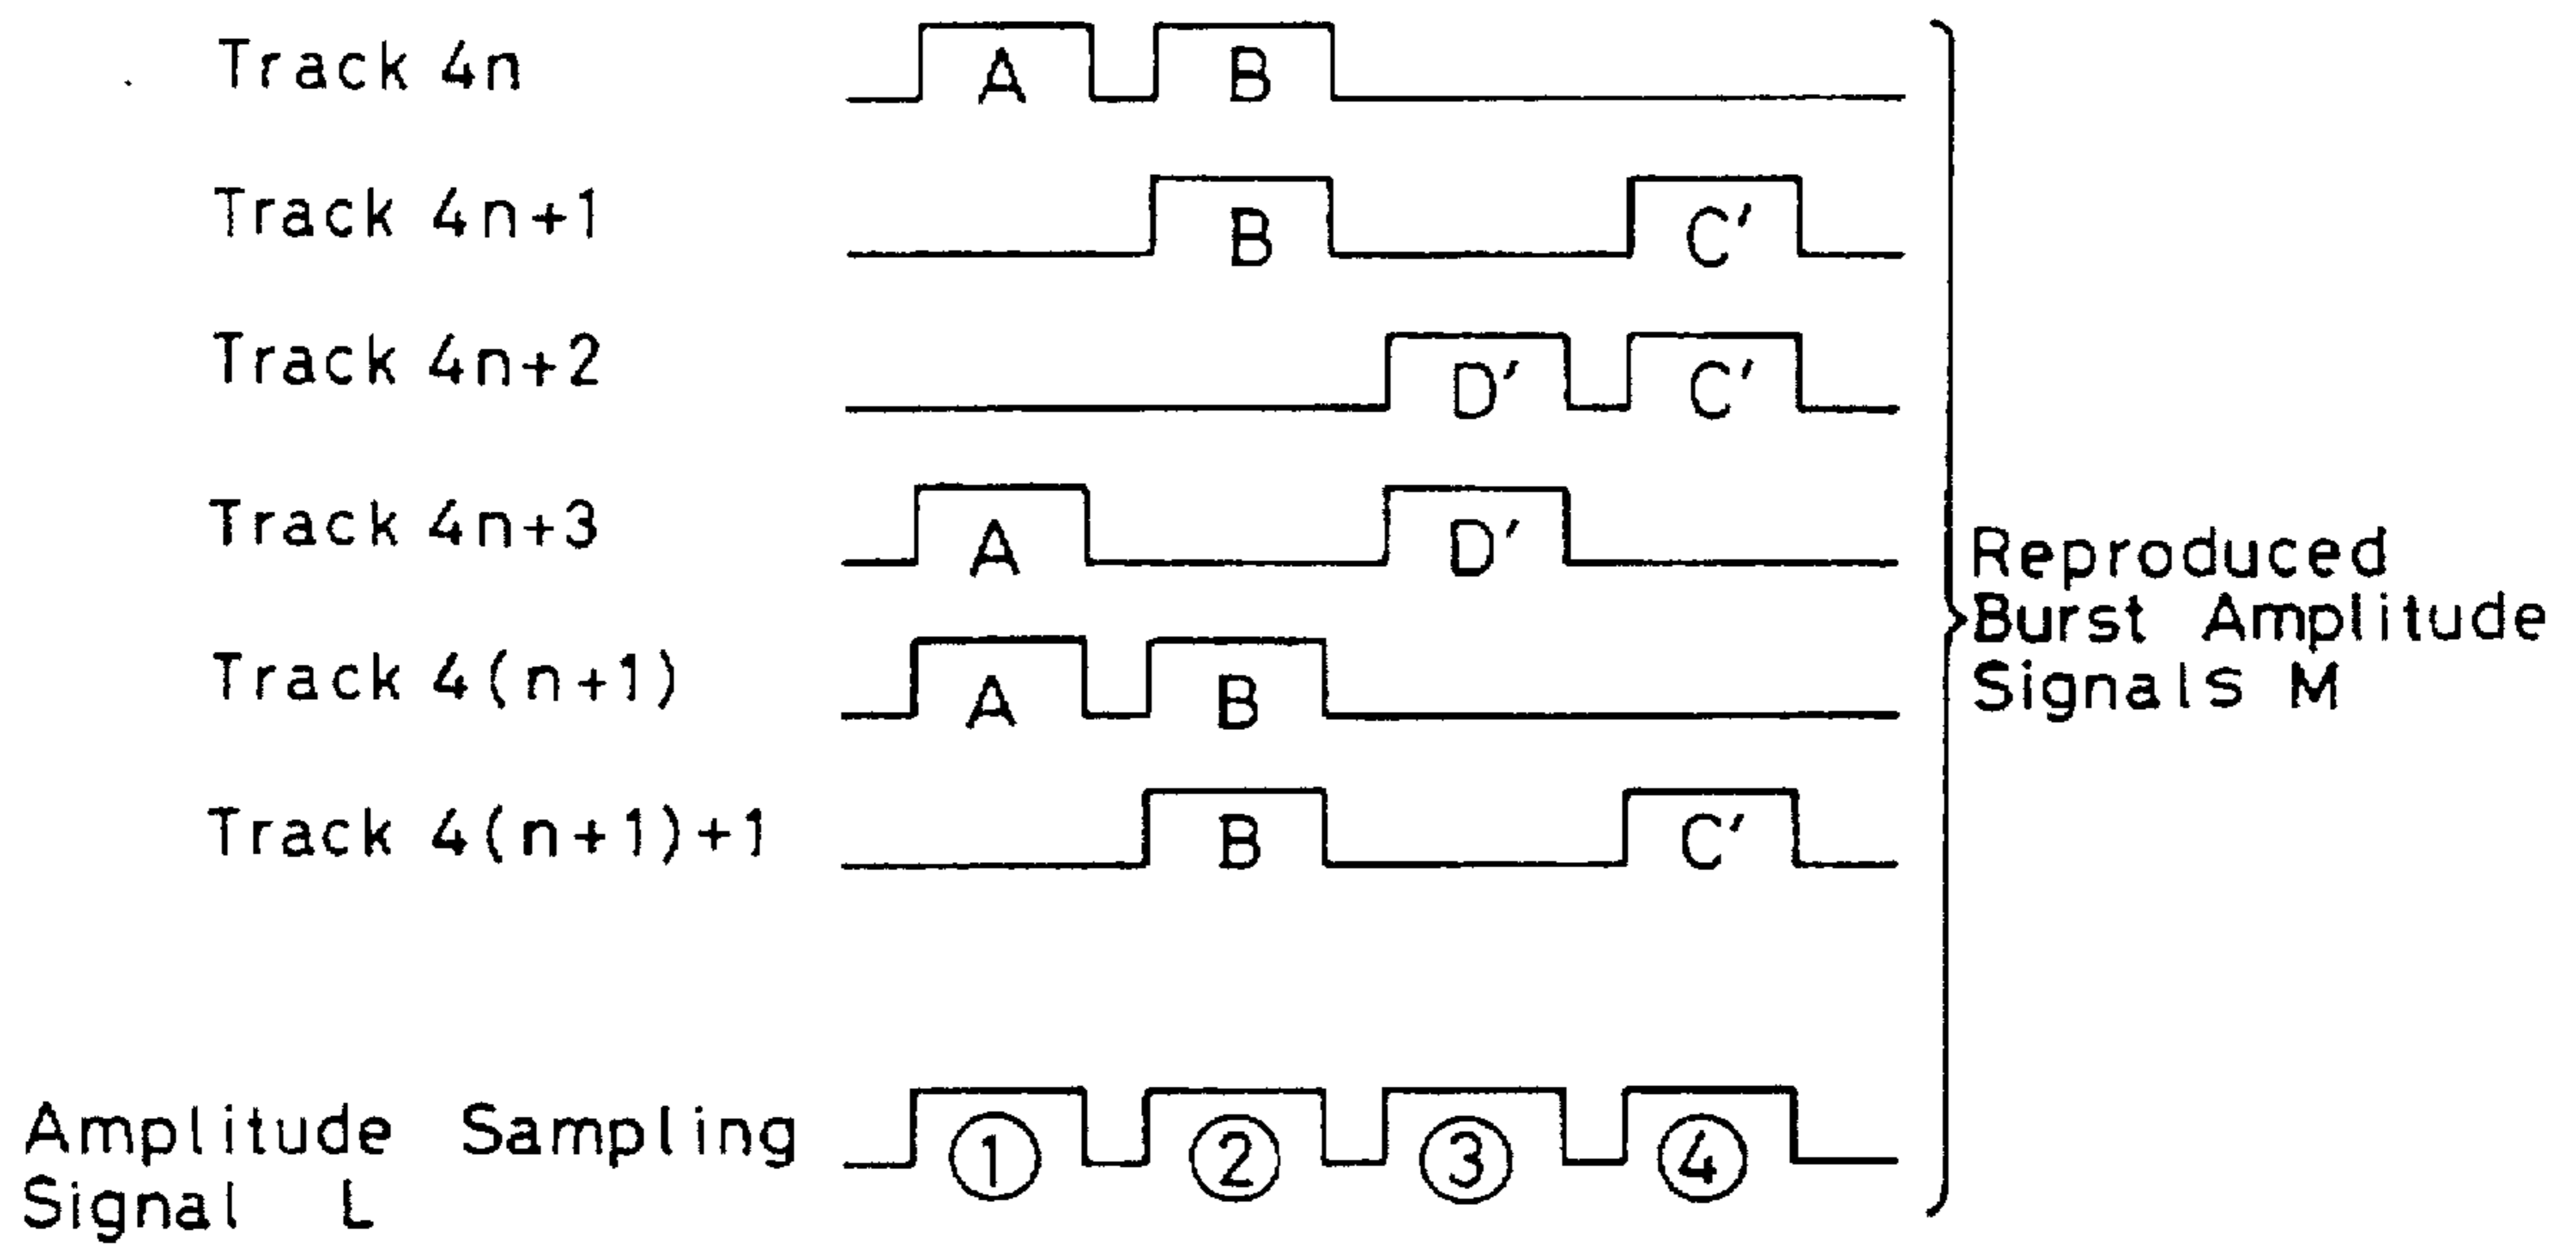 Track 4n A B
Track 4n+1 B C'
Track 4n+2 D' C'
Track 4n+3 A D'
Track 4(n+1) A B
Track 4(n+1)+1 B C'
Reproduced
Burst Amplitude
Signals M
Amplitude Sampling
Signal L
① ② ③ ④